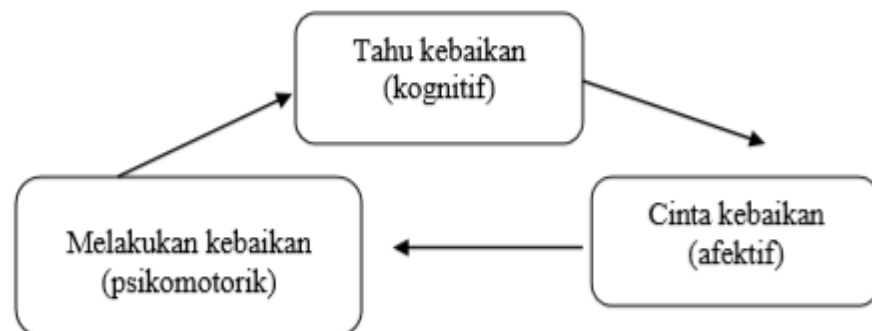 Tahu kebaikan
(kognitif)
Cinta kebaikan
(afektif)
Melakukan kebaikan
(psikomotorik)